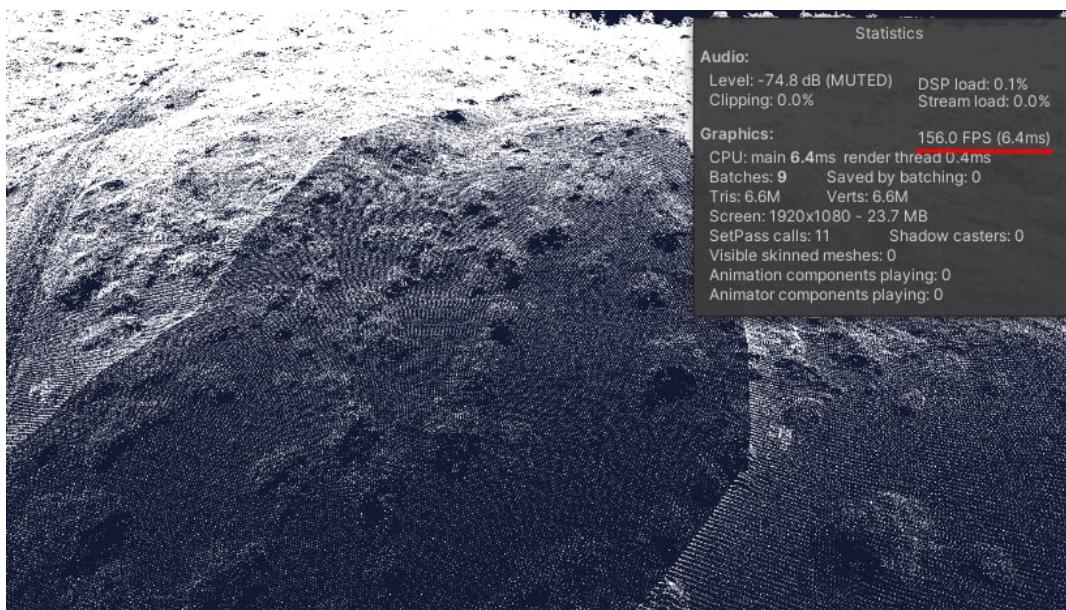 Statistics
Audio:
Level: -74.8 dB (MUTED) DSP load: 0.1%
Clipping: 0.0% Stream load: 0.0%
Graphics: 156.0 FPS (6.4ms)
CPU: main 6.4ms render thread 0.4ms
Batches: 9 Saved by batching: 0
Tris: 6.6M Verts: 6.6M
Screen: 1920x1080 - 23.7 MB
SetPass calls: 11 Shadow casters: 0
Visible skinned meshes: 0
Animation components playing: 0
Animator components playing: 0